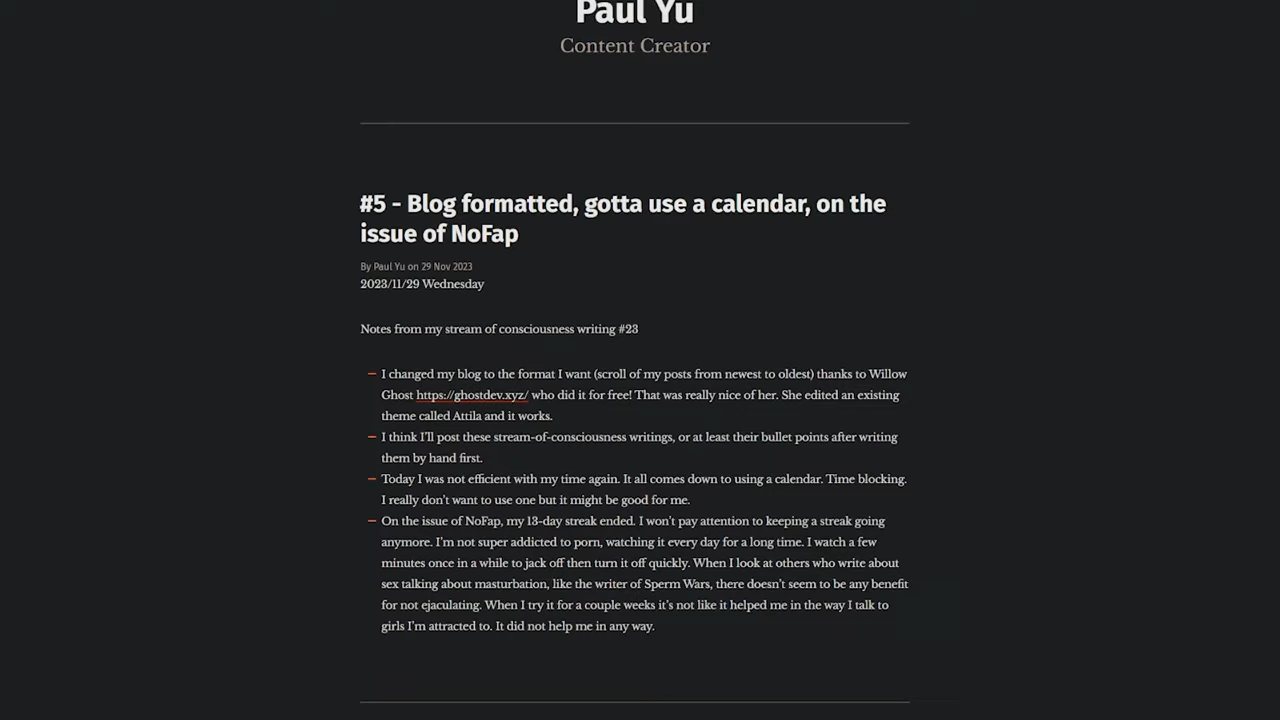 Paul Yu
Content Creator
#5 - Blog formatted, gotta use a calendar, on the
issue of NoFap
By Paul Yu on 29 Nov 2023
2023/11/29 Wednesday
Notes from my stream of consciousness writing #23
— I changed my blog to the format I want (scroll of my posts from newest to oldest) thanks to Willow
Ghost https://ghostdev.xyz/ who did it for free! That was really nice of her. She edited an existing
theme called Attila and it works.
— I think I’ll post these stream-of-consciousness writings, or at least their bullet points after writing
them by hand first.
— Today I was not efficient with my time again. It all comes down to using a calendar. Time blocking.
I really don’t want to use one but it might be good for me.
— On the issue of NoFap, my 13-day streak ended. I won’t pay attention to keeping a streak going
anymore. I’m not super addicted to porn, watching it every day for a long time. I watch a few
minutes once in a while to jack off then turn it off quickly. When I look at others who write about
sex talking about masturbation, like the writer of Sperm Wars, there doesn’t seem to be any benefit
for not ejaculating. When I try it for a couple weeks it’s not like it helped me in the way I talk to
girls I’m attracted to. It did not help me in any way.